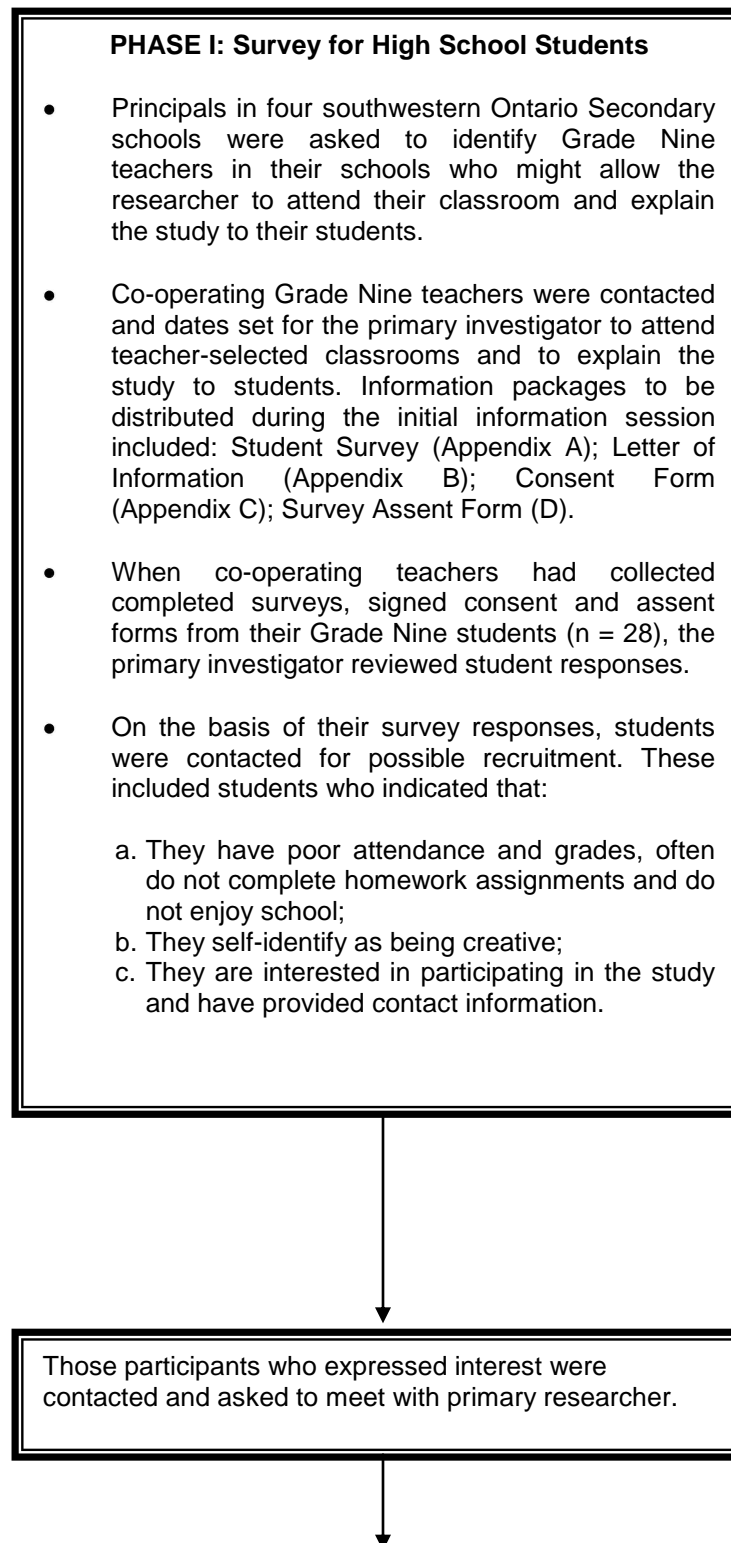 PHASE I: Survey for High School Students
• Principals in four southwestern Ontario Secondary
schools were asked to identify Grade Nine
teachers in their schools who might allow the
researcher to attend their classroom and explain
the study to their students.
• Co-operating Grade Nine teachers were contacted
and dates set for the primary investigator to attend
teacher-selected classrooms and to explain the
study to students. Information packages to be
distributed during the initial information session
included: Student Survey (Appendix A); Letter of
Information (Appendix B); Consent Form
(Appendix C); Survey Assent Form (D).
• When co-operating teachers had collected
completed surveys, signed consent and assent
forms from their Grade Nine students (n = 28), the
primary investigator reviewed student responses.
• On the basis of their survey responses, students
were contacted for possible recruitment. These
included students who indicated that:
a. They have poor attendance and grades, often
do not complete homework assignments and do
not enjoy school;
b. They self-identify as being creative;
c. They are interested in participating in the study
and have provided contact information.
Those participants who expressed interest were
contacted and asked to meet with primary researcher.